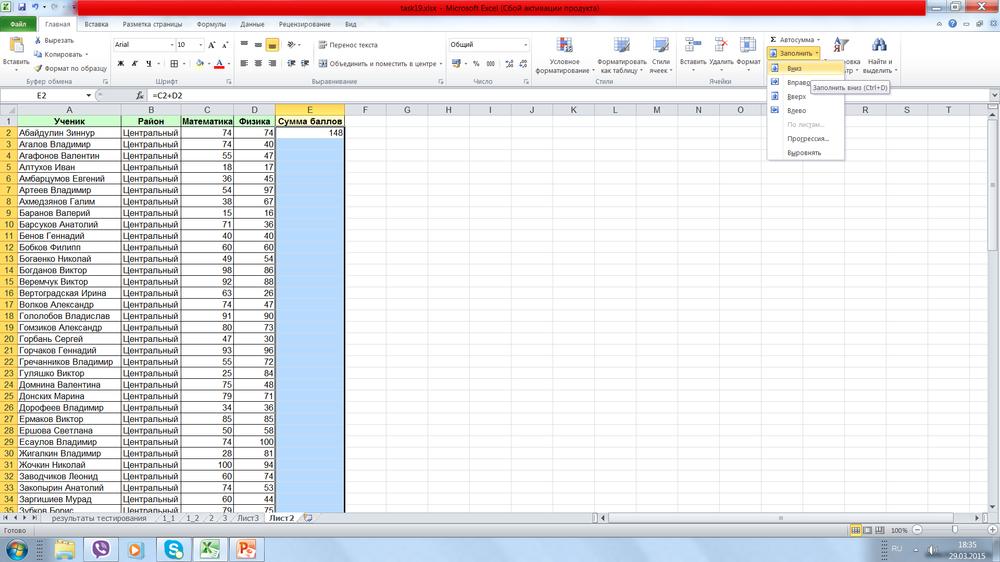 task19.xlsx - Microsoft Excel (Сбой активации продукта)
Файл Главная Вставка Разметка страницы Формулы Данные Рецензирование Вид
Вставить
Вырезать
Копировать
Формат по образцу
Буфер обмена
Arial 10
Ж К Ч
Шрифт
Перенос текста
Объединить и поместить в центре
Выравнивание
Общий
% 000
Число
Условное форматирование
Форматировать как таблицу
Стили ячеек
Стили
Вставить Удалить Формат
Ячейки
Σ Автосумма
Заполнить
Найти и выделить
Вниз
Вправо
Заполнить вниз (Ctrl+D)
Вверх
Влево
По листам...
Прогрессия...
Выровнять
E2 fx =C2+D2
A B C D E F G H I J K L M N O R S T
1 Ученик Район Математика Физика Сумма баллов
2 Абайдулин Зиннур Центральный 74 74 148
3 Агалов Владимир Центральный 74 40
4 Агафонов Валентин Центральный 55 47
5 Алтухов Иван Центральный 18 17
6 Амбарцумов Евгений Центральный 36 45
7 Артеев Владимир Центральный 54 97
8 Ахмедзянов Галим Центральный 38 67
9 Баранов Валерий Центральный 15 16
10 Барсуков Анатолий Центральный 71 36
11 Бенов Геннадий Центральный 40 40
12 Бобков Филипп Центральный 60 60
13 Богаенко Николай Центральный 49 54
14 Богданов Виктор Центральный 98 86
15 Веремчук Виктор Центральный 92 88
16 Вертоградская Ирина Центральный 63 26
17 Волков Александр Центральный 74 47
18 Гололобов Владислав Центральный 91 90
19 Гомзиков Александр Центральный 80 73
20 Горбань Сергей Центральный 47 30
21 Горчаков Геннадий Центральный 93 96
22 Гречанников Владимир Центральный 55 72
23 Гуляшко Виктор Центральный 25 84
24 Домнина Валентина Центральный 75 48
25 Донских Марина Центральный 79 71
26 Дорофеев Владимир Центральный 34 36
27 Ермаков Виктор Центральный 85 85
28 Ершова Светлана Центральный 50 58
29 Есаулов Владимир Центральный 74 100
30 Жигалкин Владимир Центральный 28 81
31 Жочкин Николай Центральный 100 94
32 Заводчиков Леонид Центральный 60 74
33 Закопырин Анатолий Центральный 74 53
34 Заргишиев Мурад Центральный 60 44
35 Зубков Борис Центральный 79 75
результаты тестирования 1_1 1_2 2 3 Лист3 Лист2
Готово 100%
RU 18:35
29.03.2015